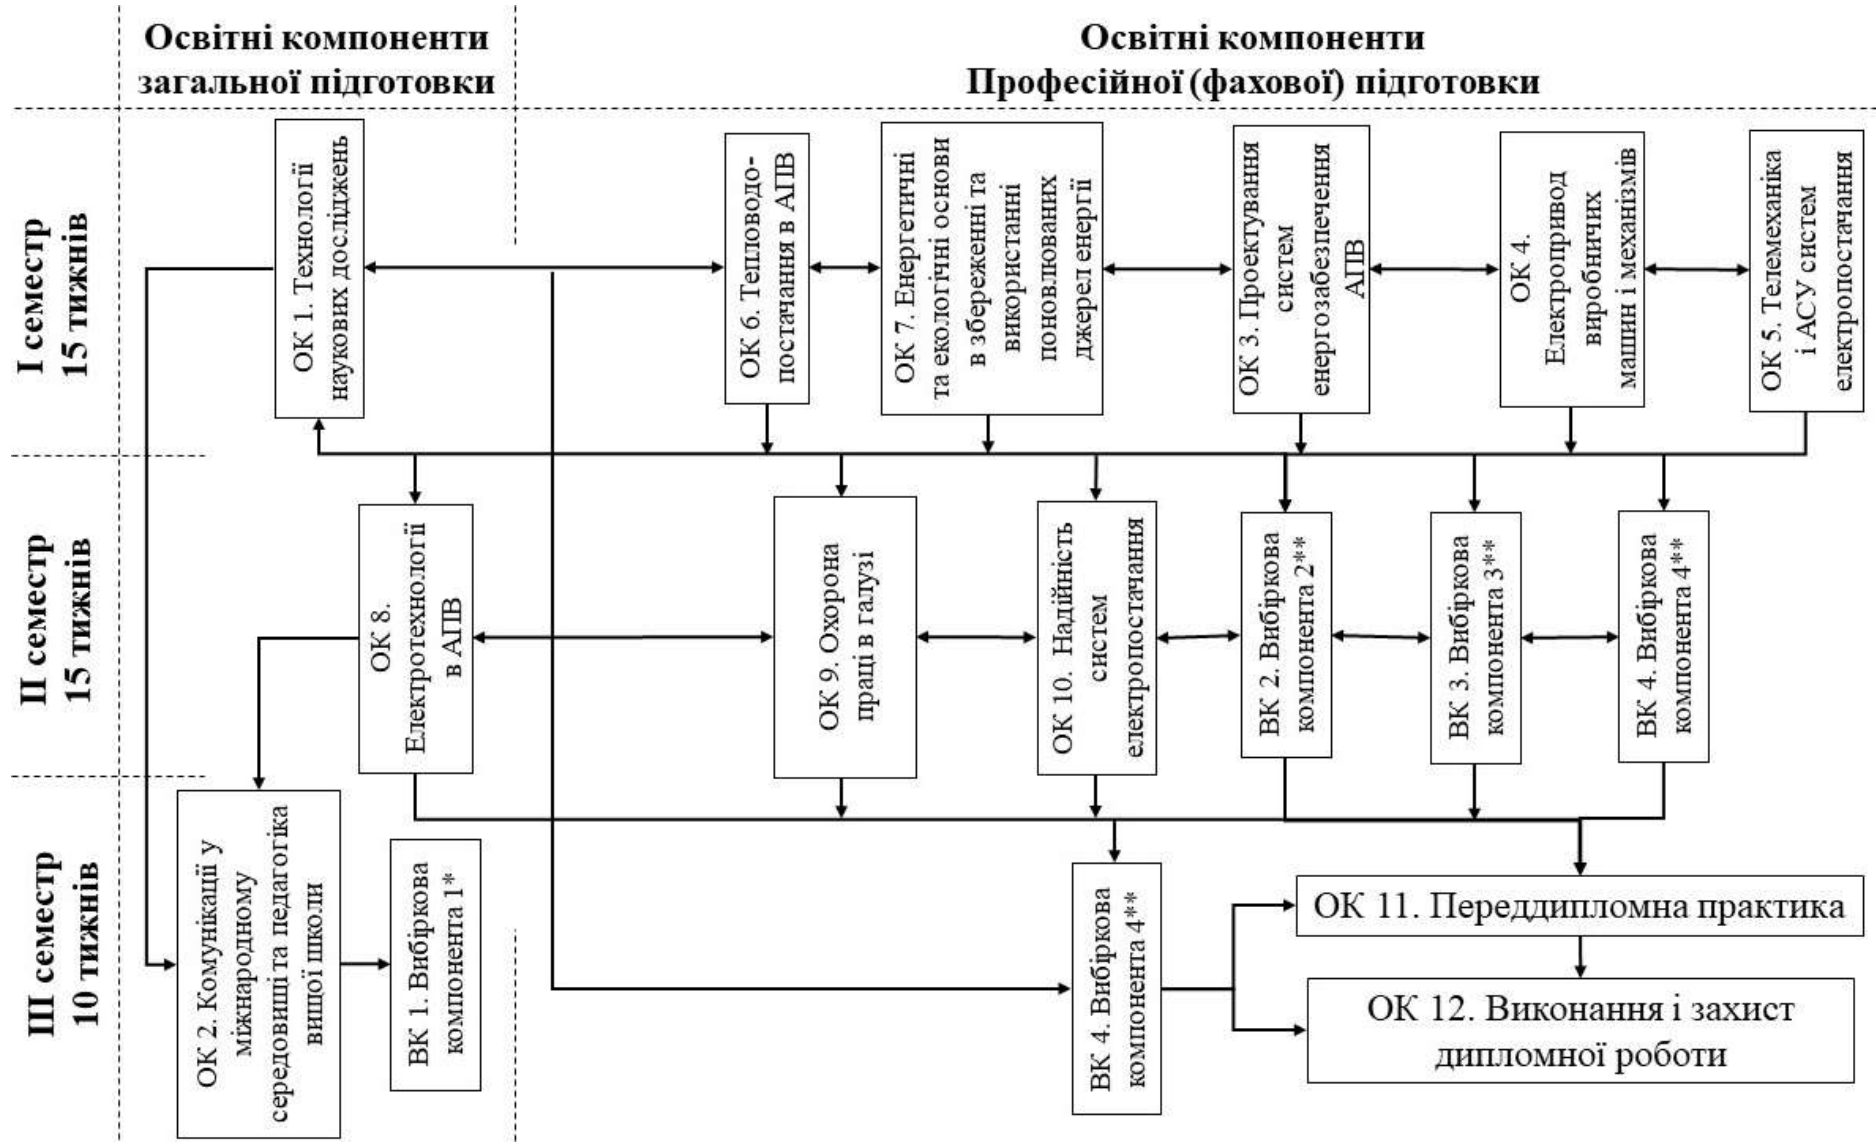 Освітні компоненти
загальної підготовки
Освітні компоненти
Професійної (фахової) підготовки
I семестр
15 тижнів
ОК 1. Технології
наукових досліджень
ОК 6. Тепловодо-
постачання в АПВ
ОК 7. Енергетичні
та екологічні основи
в збереженні та
використанні
поновлюваних
джерел енергії
ОК 3. Проектування
систем
енергозабезпечення
АПВ
ОК 4.
Електропривод
виробничих
машин і механізмів
ОК 5. Телемеханіка
і АСУ систем
електропостачання
II семестр
15 тижнів
ОК 8.
Електротехнології
в АПВ
ОК 9. Охорона
праці в галузі
ОК 10. Надійність
систем
електропостачання
ВК 2. Вибіркова
компонента 2**
ВК 3. Вибіркова
компонента 3**
ВК 4. Вибіркова
компонента 4**
III семестр
10 тижнів
ОК 2. Комунікації у
міжнародному
середовищі та педагогіка
вищої школи
ВК 1. Вибіркова
компонента 1*
ВК 4. Вибіркова
компонента 4**
ОК 11. Переддипломна практика
ОК 12. Виконання і захист
дипломної роботи